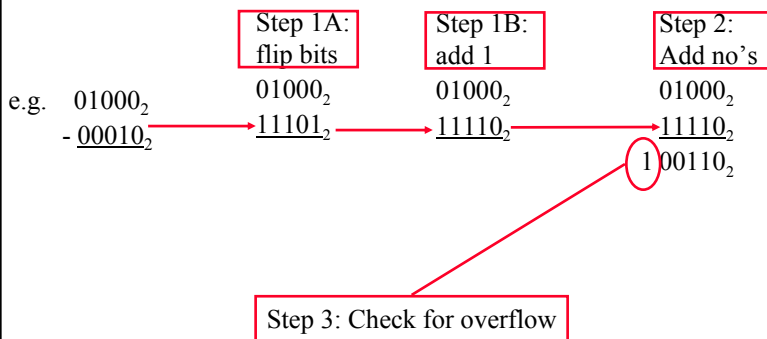 Step 1A:
flip bits
Step 1B:
add 1
Step 2:
Add no’s
e.g. 01000₂
- 00010₂
01000₂
11101₂
01000₂
11110₂
01000₂
11110₂
1 00110₂
Step 3: Check for overflow